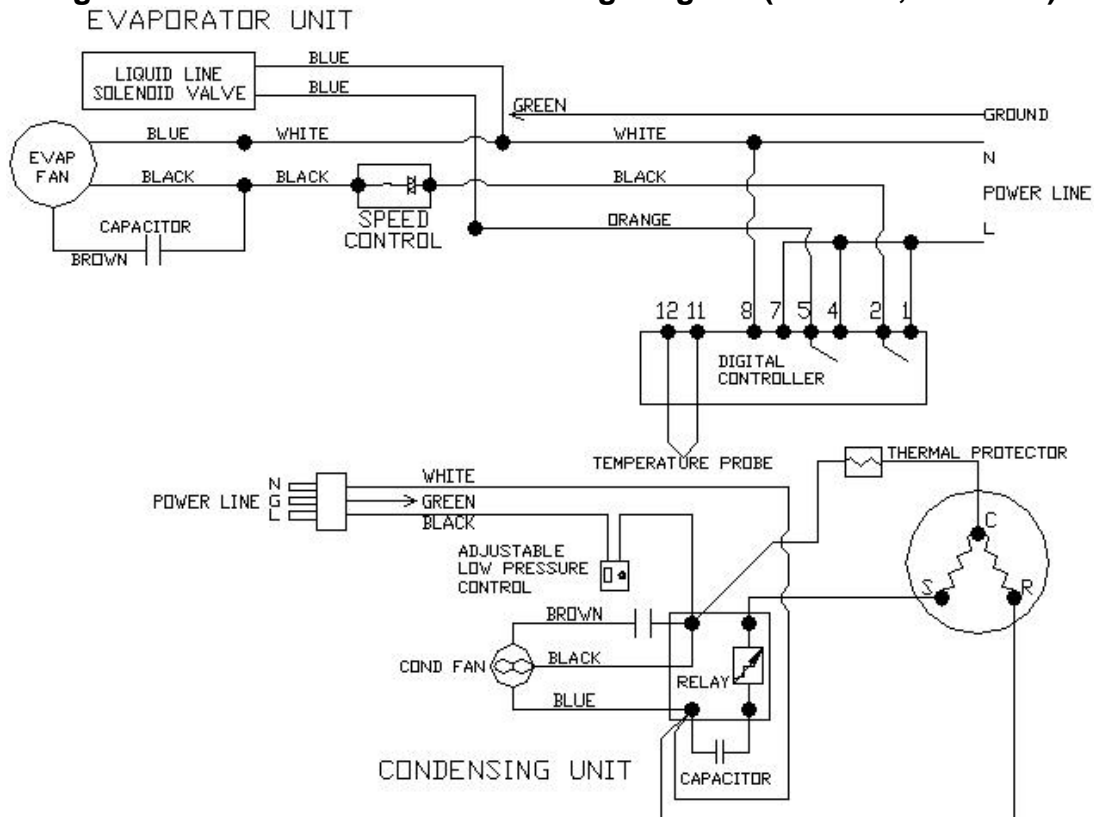 EVAPORATOR UNIT
LIQUID LINE
SOLENOID VALVE
BLUE
BLUE
GREEN
GROUND
BLUE
WHITE
WHITE
N
EVAP
FAN
BLACK
BLACK
BLACK
POWER LINE
SPEED
CONTROL
CAPACITOR
BROWN
ORANGE
L
12 11 8 7 5 4 2 1
DIGITAL
CONTROLLER
TEMPERATURE PROBE
THERMAL PROTECTOR
POWER LINE
N
G
L
WHITE
GREEN
BLACK
C
S
R
ADJUSTABLE
LOW PRESSURE
CONTROL
BROWN
COND FAN
BLACK
RELAY
BLUE
CONDENSING UNIT
CAPACITOR